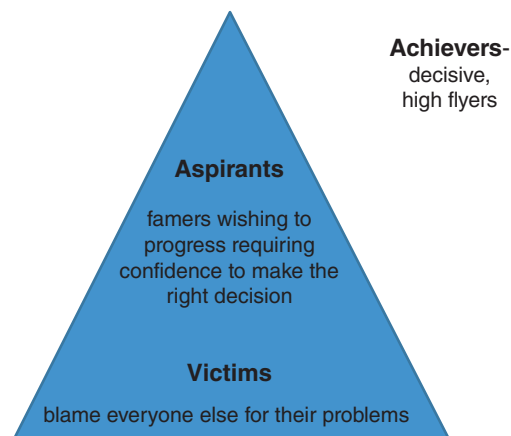 Achievers-
decisive,
high flyers
Aspirants
famers wishing to
progress requiring
confidence to make the
right decision
Victims
blame everyone else for their problems